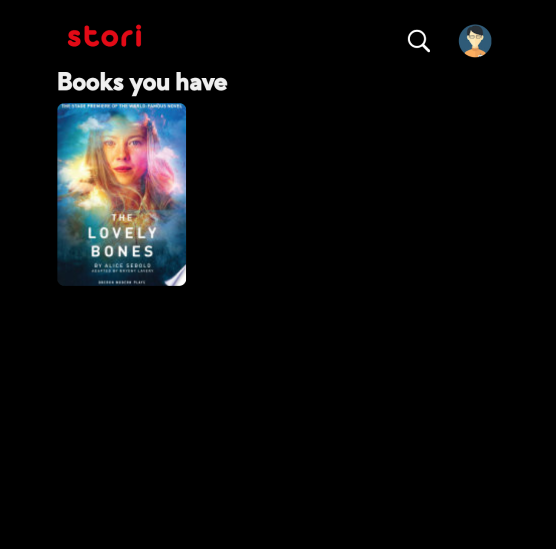 stori
Books you have
THE STAGE PREMIERE OF THE WORLD-FAMOUS NOVEL
THE
LOVELY
BONES
BY ALICE SEBOLD
ADAPTED BY BRYONY LAVERY
OBERON MODERN PLAYS